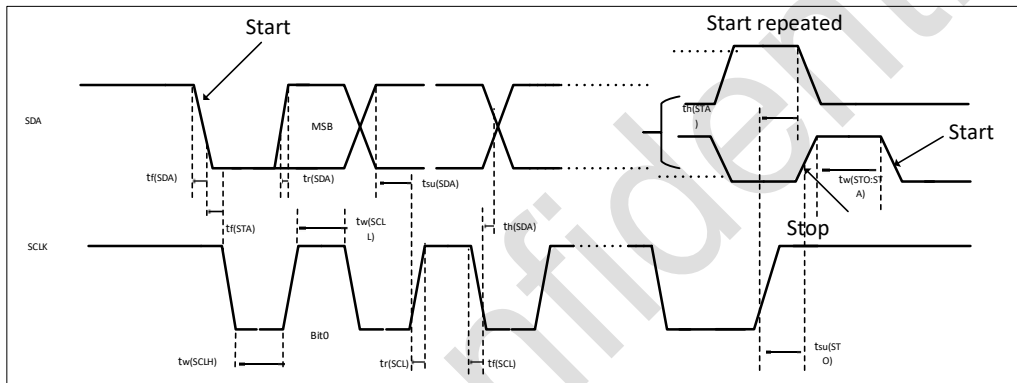 Start
Start repeated
SDA
MSB
th(STA
)
Start
tf(SDA)
tr(SDA)
tsu(SDA)
tw(STO:ST
A)
tf(STA)
tw(SCL
L)
th(SDA)
Stop
SCLK
Bit0
tw(SCLH)
tr(SCL)
tf(SCL)
tsu(ST
O)
nfidenti